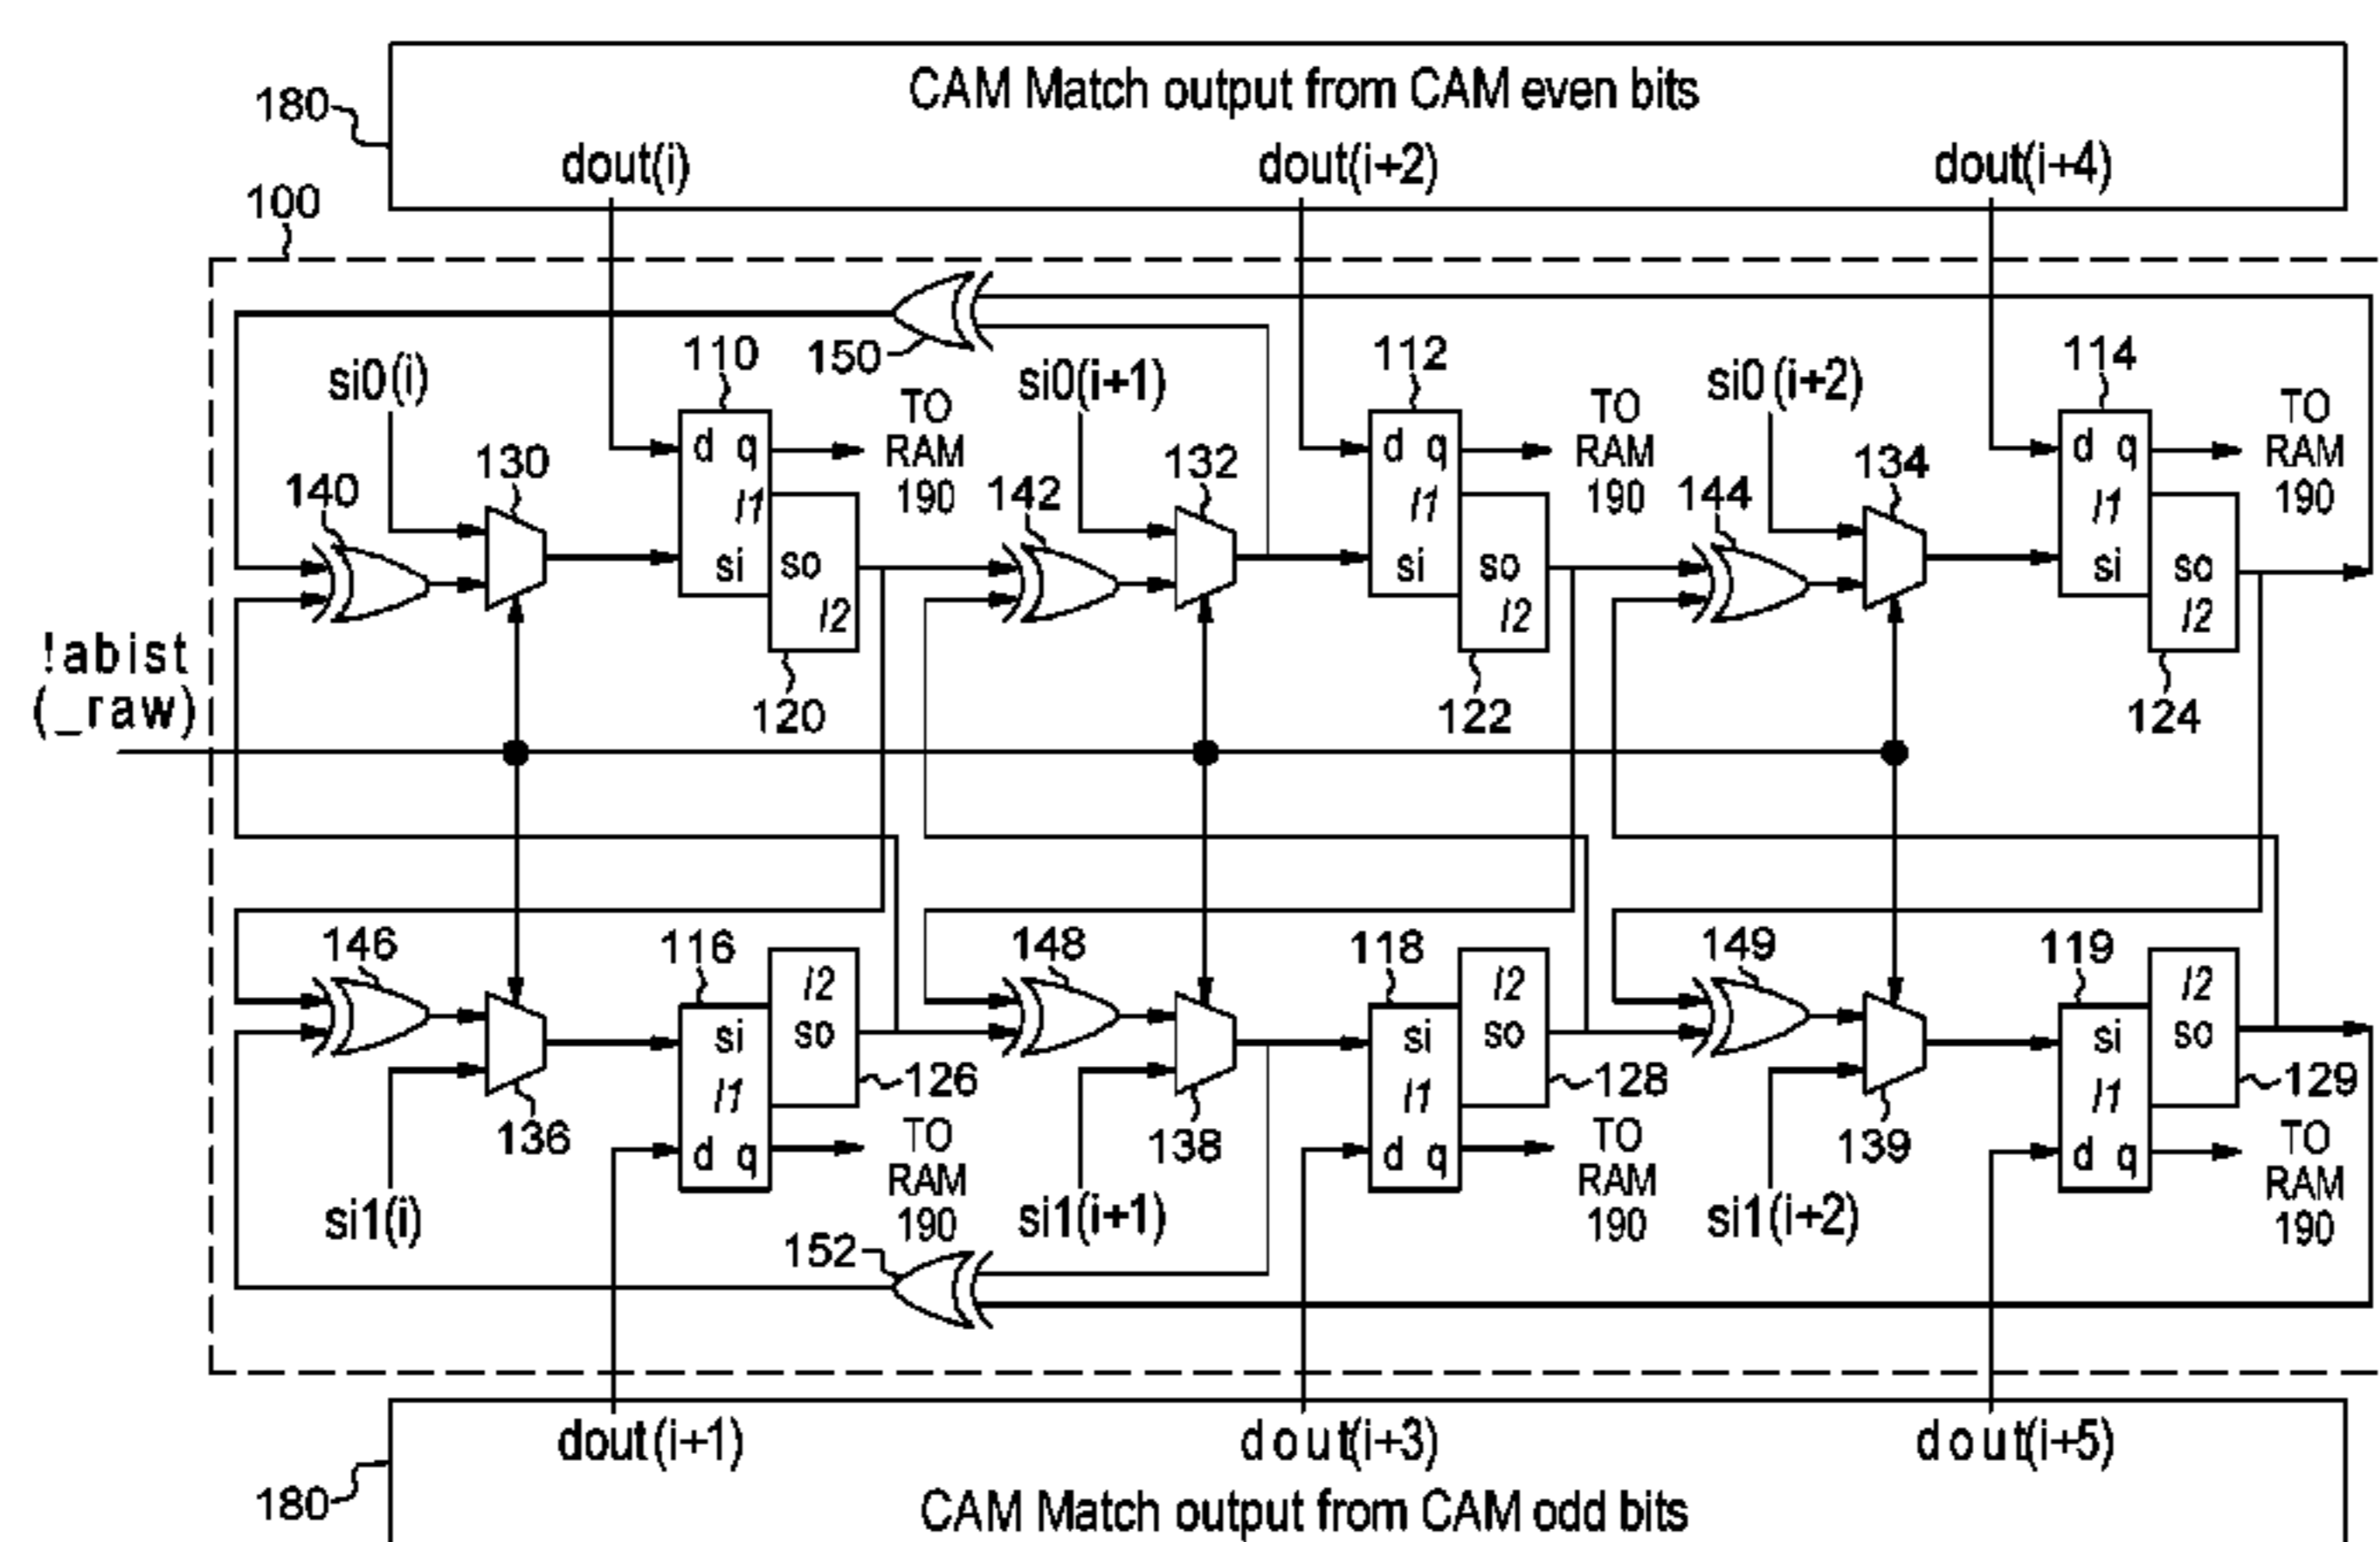 CAM Match output from CAM even bits
180
dout(i)
dout(i+2)
dout(i+4)
100
150
si0(i)
110
si0(i+1)
112
si0(i+2)
114
TO
RAM
190
TO
RAM
190
TO
RAM
190
140
130
d q
l1
si
so
l2
142
132
d q
l1
si
so
l2
144
134
d q
l1
si
so
l2
!abist
(_raw)
120
122
124
146
116
l2
so
148
118
l2
so
149
119
l2
so
si
l1
d q
126
si
l1
d q
128
si
l1
d q
129
136
138
139
TO
RAM
190
TO
RAM
190
TO
RAM
190
si1(i)
si1(i+1)
si1(i+2)
152
dout(i+1)
dout(i+3)
dout(i+5)
180
CAM Match output from CAM odd bits